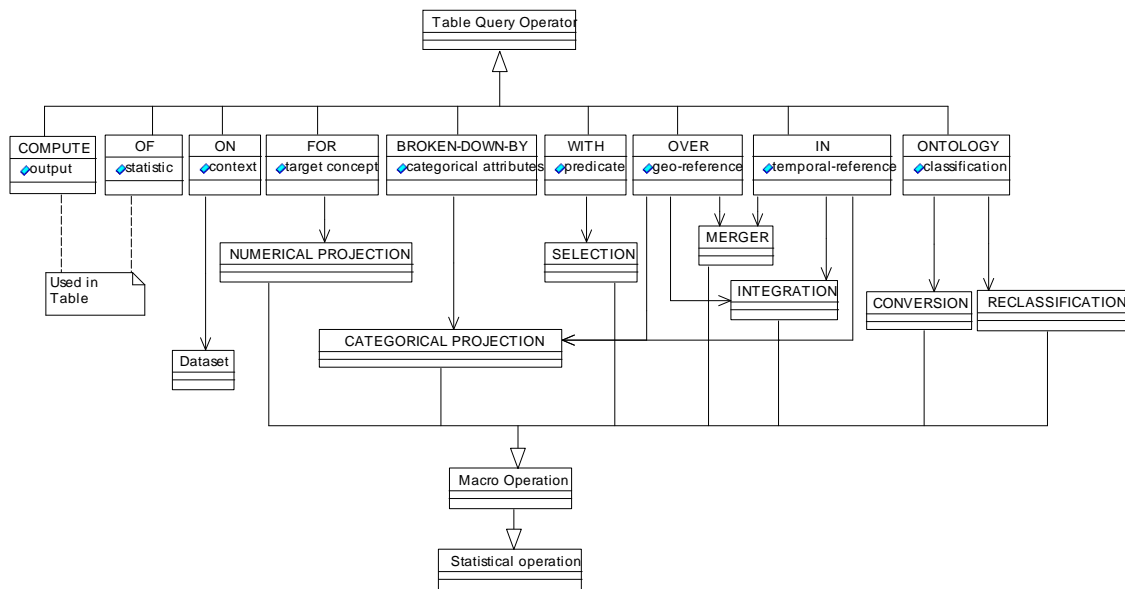 Table Query Operator
COMPUTE
output
OF
statistic
ON
context
FOR
target concept
BROKEN-DOWN-BY
categorical attributes
WITH
predicate
OVER
geo-reference
IN
temporal-reference
ONTOLOGY
classification
NUMERICAL PROJECTION
SELECTION
MERGER
Used in
Table
INTEGRATION
CONVERSION
RECLASSIFICATION
CATEGORICAL PROJECTION
Dataset
Macro Operation
Statistical operation